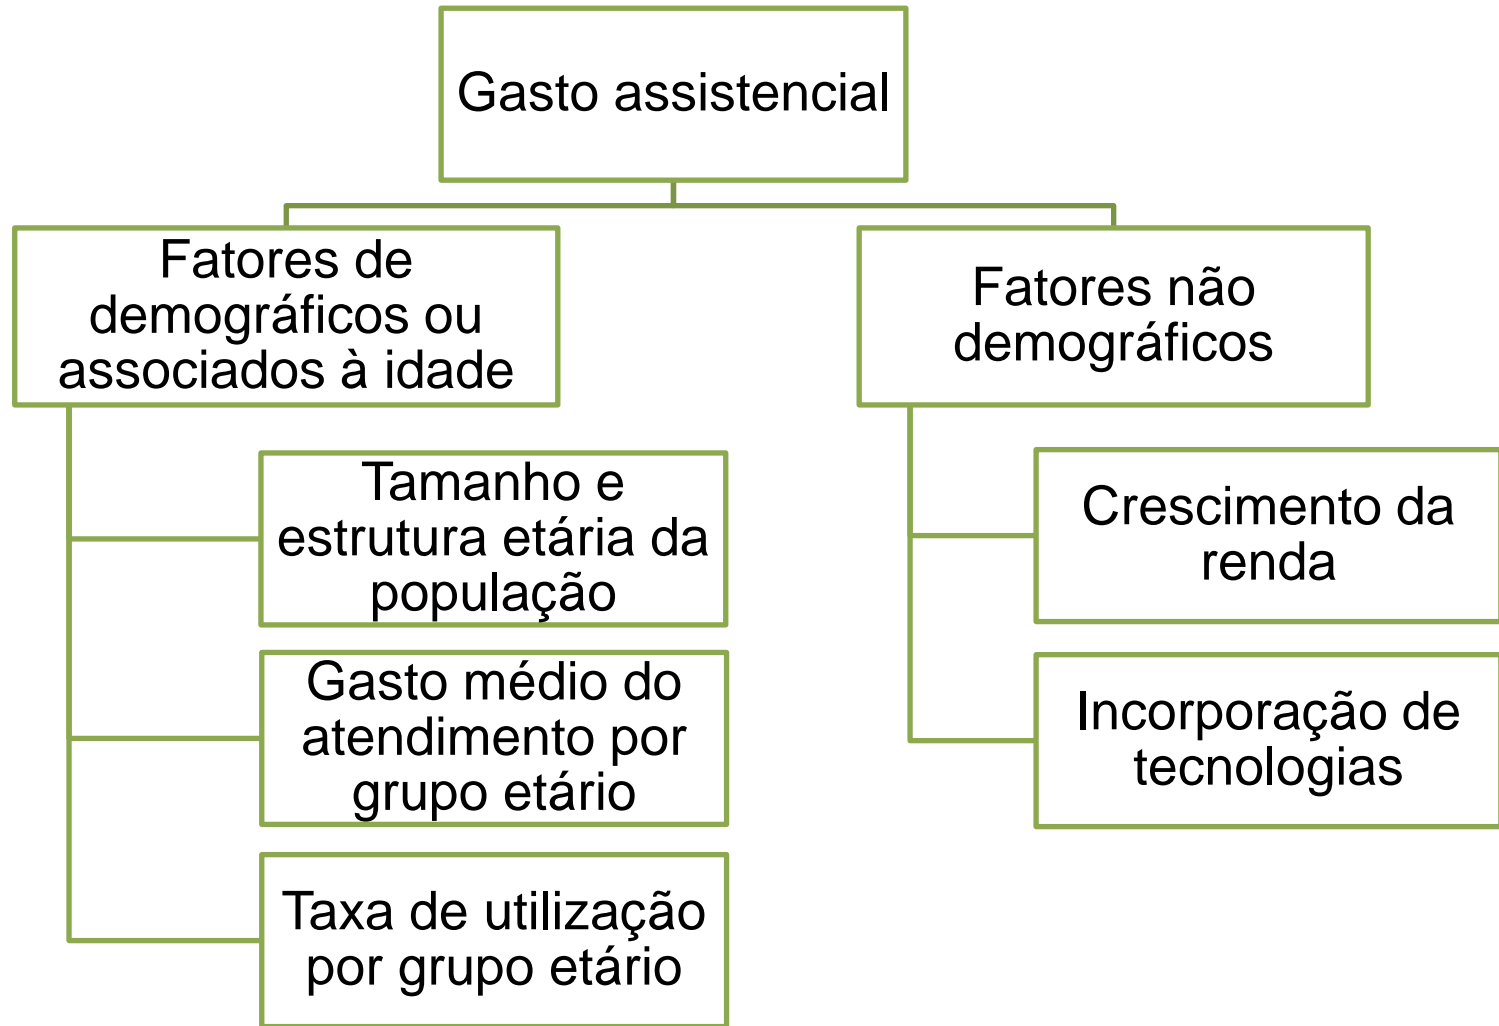 Gasto assistencial
Fatores de
demográficos ou
associados à idade
Tamanho e
estrutura etária da
população
Gasto médio do
atendimento por
grupo etário
Taxa de utilização
por grupo etário
Fatores não
demográficos
Crescimento da
renda
Incorporação de
tecnologias